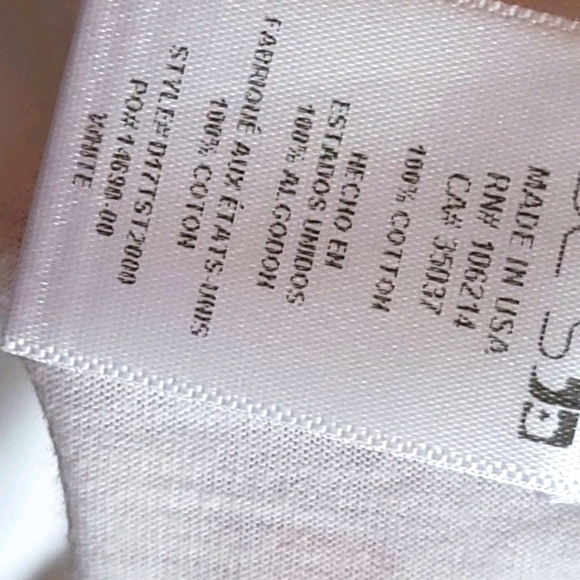 MADE IN USA
RN# 106214
CA# 35037
100% COTTON
HECHO EN
ESTADOS UNIDOS
100% ALGODON
FABRIQUÉ AUX ÉTATS-UNIS
100% COTON
STYLE# D17TST2000
PO# 14690-00
WHITE